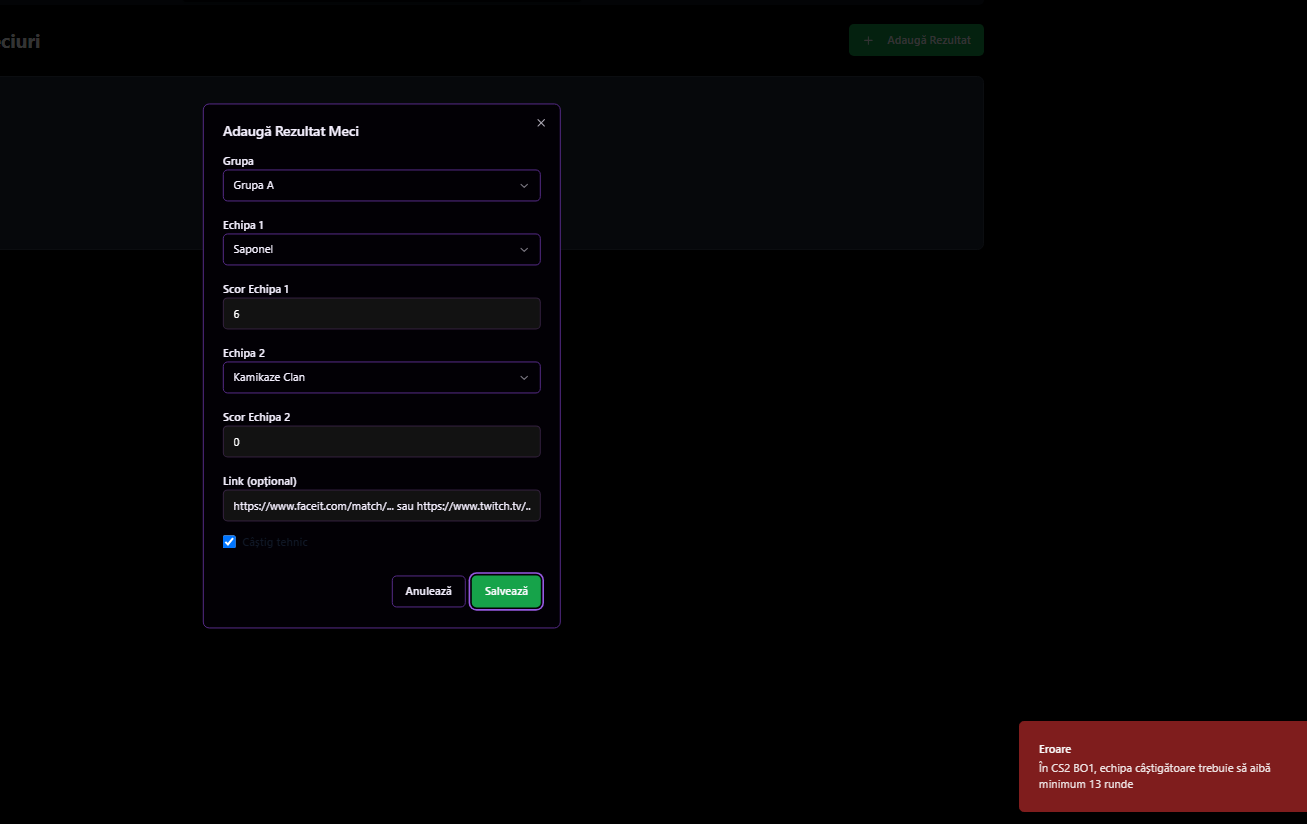 ciuri
+ Adaugă Rezultat
Adaugă Rezultat Meci
Grupa
Grupa A
Echipa 1
Saponel
Scor Echipa 1
6
Echipa 2
Kamikaze Clan
Scor Echipa 2
0
Link (opțional)
https://www.faceit.com/match/... sau https://www.twitch.tv/..
Câștig tehnic
Anulează
Salvează
Eroare
În CS2 BO1, echipa câștigătoare trebuie să aibă
minimum 13 runde